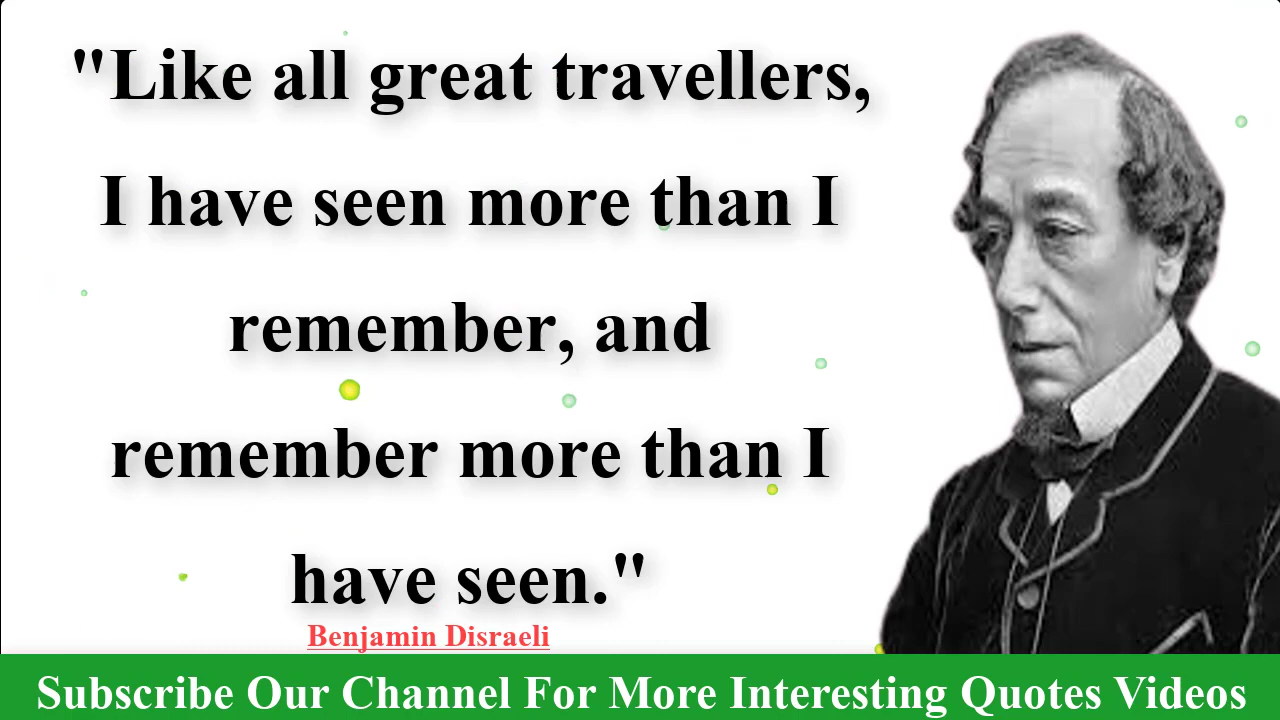 "Like all great travellers,
I have seen more than I
remember, and
remember more than I
have seen."
Benjamin Disraeli
Subscribe Our Channel For More Interesting Quotes Videos